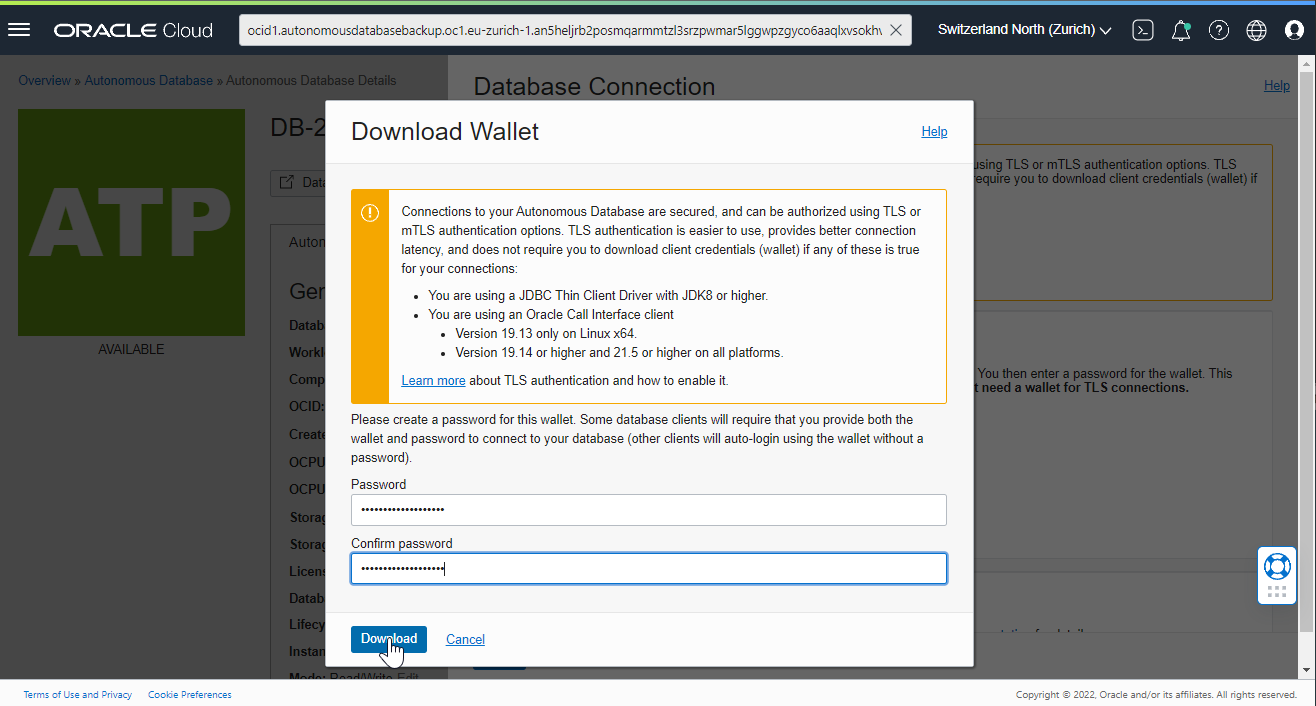 ORACLE Cloud
ocid1.autonomousdatabasebackup.oc1.eu-zurich-1.an5heljrb2posmqarmmtzl3srzpwmar5lggwpzgyco6aaqlxvsokhv
Switzerland North (Zurich)
Overview » Autonomous Database » Autonomous Database Details
ATP
AVAILABLE
DB-2
Data
Auton
Gen
Databa
Workl
Comp
OCID:
Create
OCPU
OCPU
Storag
Storag
Licens
Datab
Lifecy
Instan
Mode: Read/Write Edit
Database Connection
Help
using TLS or mTLS authentication options. TLS
require you to download client credentials (wallet) if
You then enter a password for the wallet. This
t need a wallet for TLS connections.
Download Wallet
Help
Connections to your Autonomous Database are secured, and can be authorized using TLS or
mTLS authentication options. TLS authentication is easier to use, provides better connection
latency, and does not require you to download client credentials (wallet) if any of these is true
for your connections:
• You are using a JDBC Thin Client Driver with JDK8 or higher.
• You are using an Oracle Call Interface client
• Version 19.13 only on Linux x64.
• Version 19.14 or higher and 21.5 or higher on all platforms.
Learn more about TLS authentication and how to enable it.
Please create a password for this wallet. Some database clients will require that you provide both the
wallet and password to connect to your database (other clients will auto-login using the wallet without a
password).
Password
Confirm password
Download
Cancel
Terms of Use and Privacy
Cookie Preferences
Copyright © 2022, Oracle and/or its affiliates. All rights reserved.